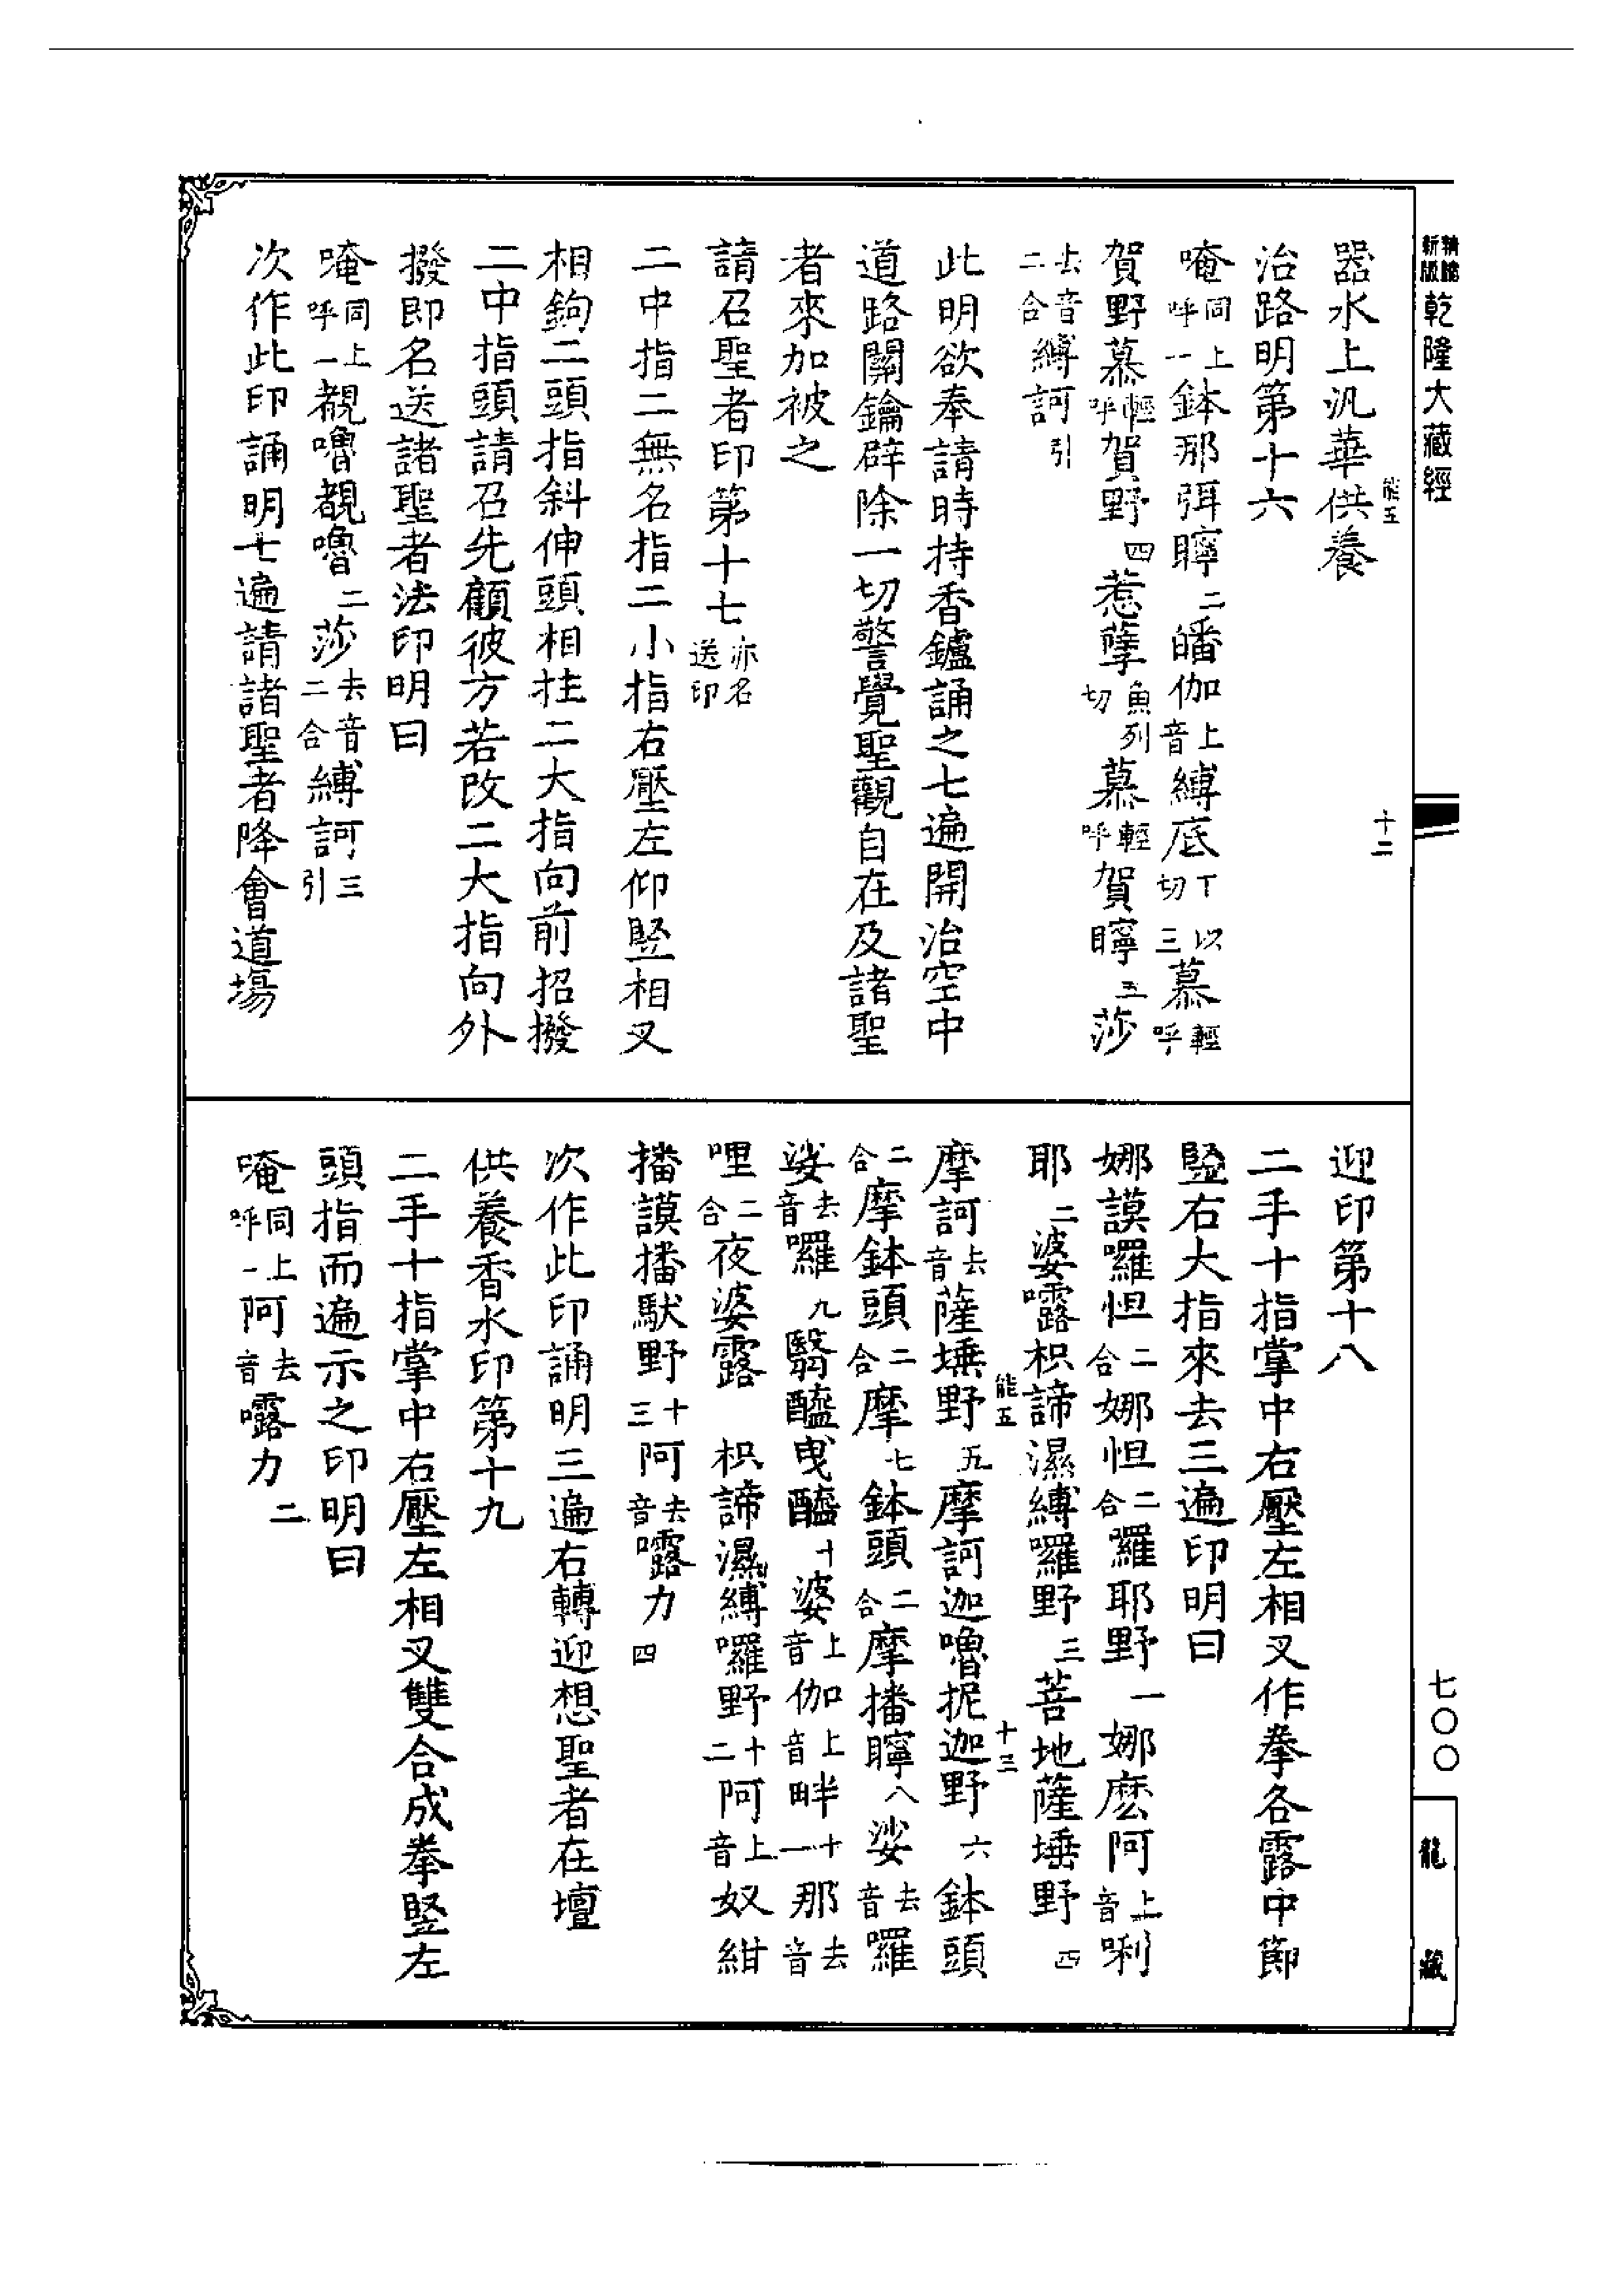 精繕新版乾隆大藏經
器水上汎華供養
能五
十二
治路明第十六
唵同上呼一鉢那弭𩕳二皤伽上音縛底丁以切三慕輕呼
賀野慕輕呼賀野四惹孽魚列切慕輕呼賀𩕳五莎
去音二合縛訶引
此明欲奉請時持香鑪誦之七遍開治空中
道路關鑰辟除一切警覺聖觀自在及諸聖
者來加被之
請召聖者印第十七亦名送印
二中指二無名指二小指右壓左仰豎相叉
相鉤二頭指斜伸頭相拄二大指向前招撥
二中指頭請召先顧彼方若改二大指向外
撥即名送諸聖者法印明曰
唵同上呼一覩嚕覩嚕二莎去音二合縛訶三引
次作此印誦明七遍請諸聖者降會道場
迎印第十八
二手十指掌中右壓左相叉作拳各露中節
豎右大指來去三遍印明曰
娜謨囉怛二合娜怛二合囉耶野一娜麽阿上音唎
耶二婆嚧枳諦濕縛囉野三菩地薩埵野四
能五
十三
摩訶去音薩埵野五摩訶迦嚕抳迦野六鉢頭
二合摩鉢頭二合摩七鉢頭二合摩播𩕳八娑去音囉
娑去音囉九翳醯曳醯十婆上音伽上音畔十一那去音
哩二合夜婆露枳諦濕縛囉野十二阿上音奴紺
播謨播馱野十三阿去音嚧力四
次作此印誦明三遍右轉迎想聖者在壇
供養香水印第十九
二手十指掌中右壓左相叉雙合成拳豎左
頭指而遍示之印明曰
唵同上呼一阿去音嚧力二
七〇〇
龍藏